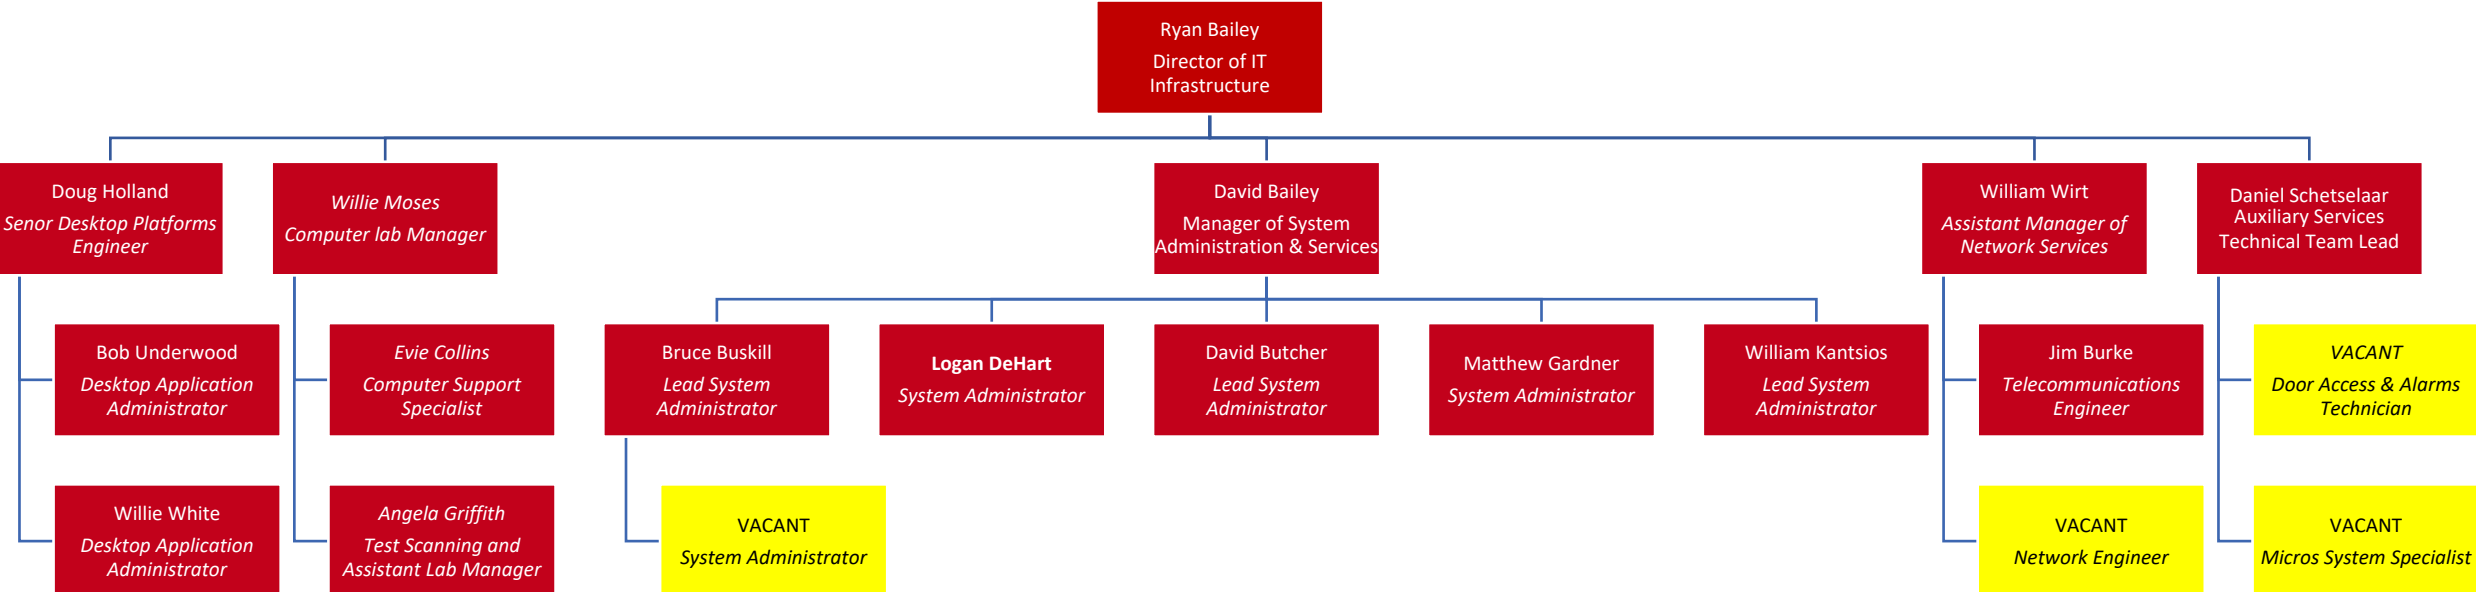 Ryan Bailey
Director of IT
Infrastructure
Doug Holland
Senor Desktop Platforms
Engineer
Willie Moses
Computer lab Manager
David Bailey
Manager of System
Administration & Services
William Wirt
Assistant Manager of
Network Services
Daniel Schetselaar
Auxiliary Services
Technical Team Lead
Bob Underwood
Desktop Application
Administrator
Evie Collins
Computer Support
Specialist
Bruce Buskill
Lead System
Administrator
Logan DeHart
System Administrator
David Butcher
Lead System
Administrator
Matthew Gardner
System Administrator
William Kantsios
Lead System
Administrator
Jim Burke
Telecommunications
Engineer
VACANT
Door Access & Alarms
Technician
Willie White
Desktop Application
Administrator
Angela Griffith
Test Scanning and
Assistant Lab Manager
VACANT
System Administrator
VACANT
Network Engineer
VACANT
Micros System Specialist